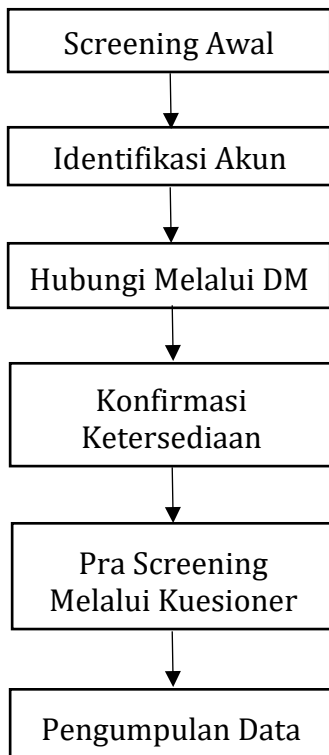 Screening Awal
Identifikasi Akun
Hubungi Melalui DM
Konfirmasi
Ketersediaan
Pra Screening
Melalui Kuesioner
Pengumpulan Data